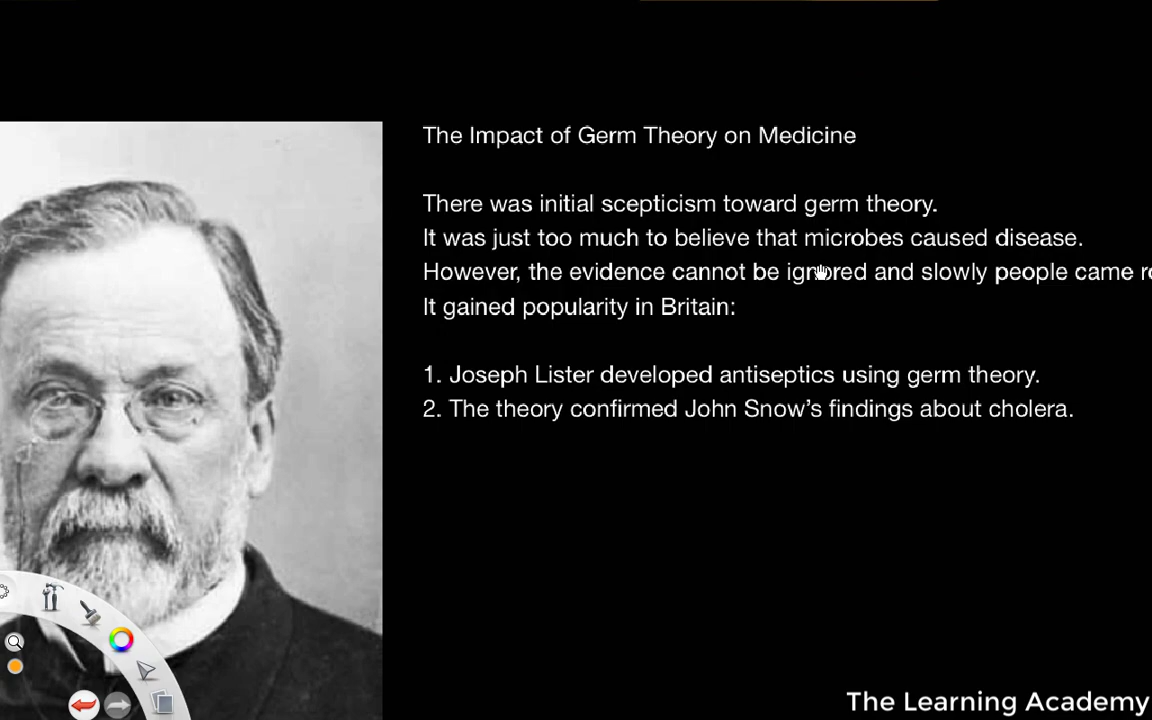 The Impact of Germ Theory on Medicine
There was initial scepticism toward germ theory.
It was just too much to believe that microbes caused disease.
However, the evidence cannot be ignored and slowly people came
It gained popularity in Britain:
1. Joseph Lister developed antiseptics using germ theory.
2. The theory confirmed John Snow’s findings about cholera.
The Learning Academy